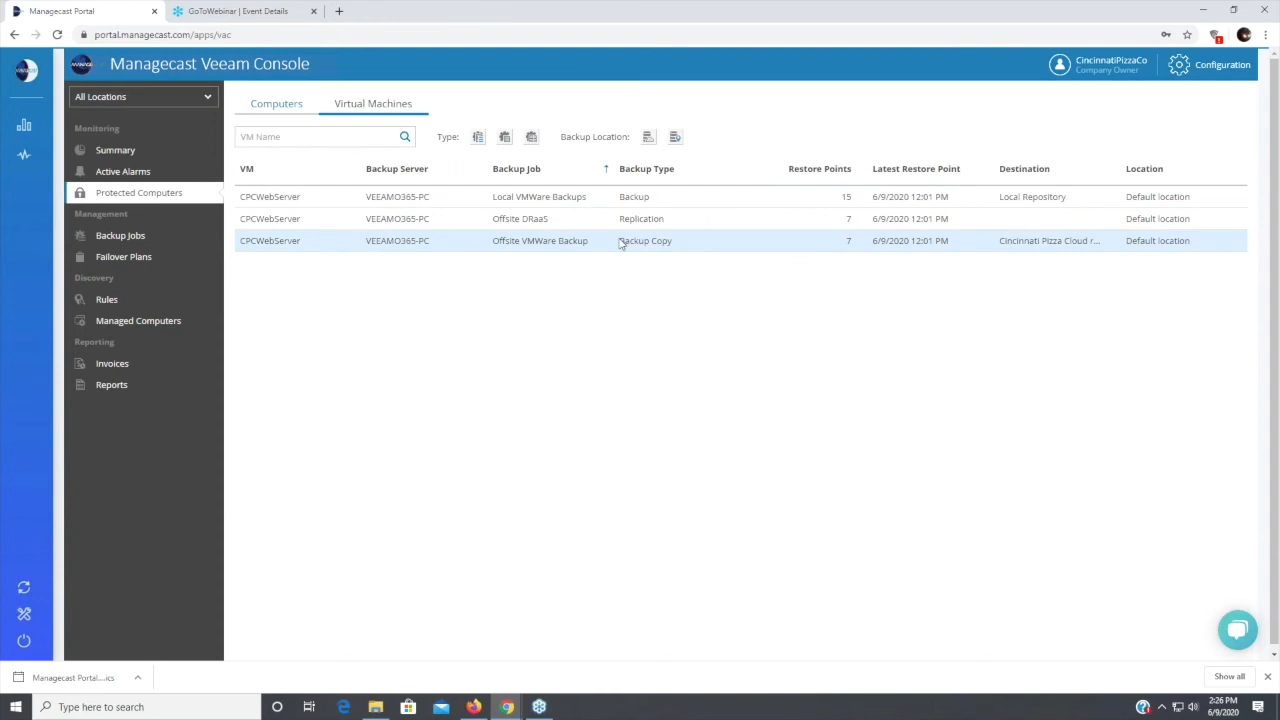 Managecast Portal
GoToWebinar | Event Details
portal.managecast.com/apps/vac
Managecast Veeam Console
CincinnatiPizzaCo
Company Owner
Configuration
All Locations
Monitoring
Summary
Active Alarms
Protected Computers
Management
Backup Jobs
Failover Plans
Discovery
Rules
Managed Computers
Reporting
Invoices
Reports
Computers Virtual Machines
VM Name
Type:
Backup Location:
VM Backup Server Backup Job Backup Type Restore Points Latest Restore Point Destination Location
CPCWebServer VEEAMO365-PC Local VMWare Backups Backup 15 6/9/2020 12:01 PM Local Repository Default location
CPCWebServer VEEAMO365-PC Offsite DRaaS Replication 7 6/9/2020 12:01 PM Default location
CPCWebServer VEEAMO365-PC Offsite VMWare Backup Backup Copy 7 6/9/2020 12:01 PM Cincinnati Pizza Cloud r... Default location
Managecast Portal....ics
Show all
Type here to search
2:26 PM
6/9/2020